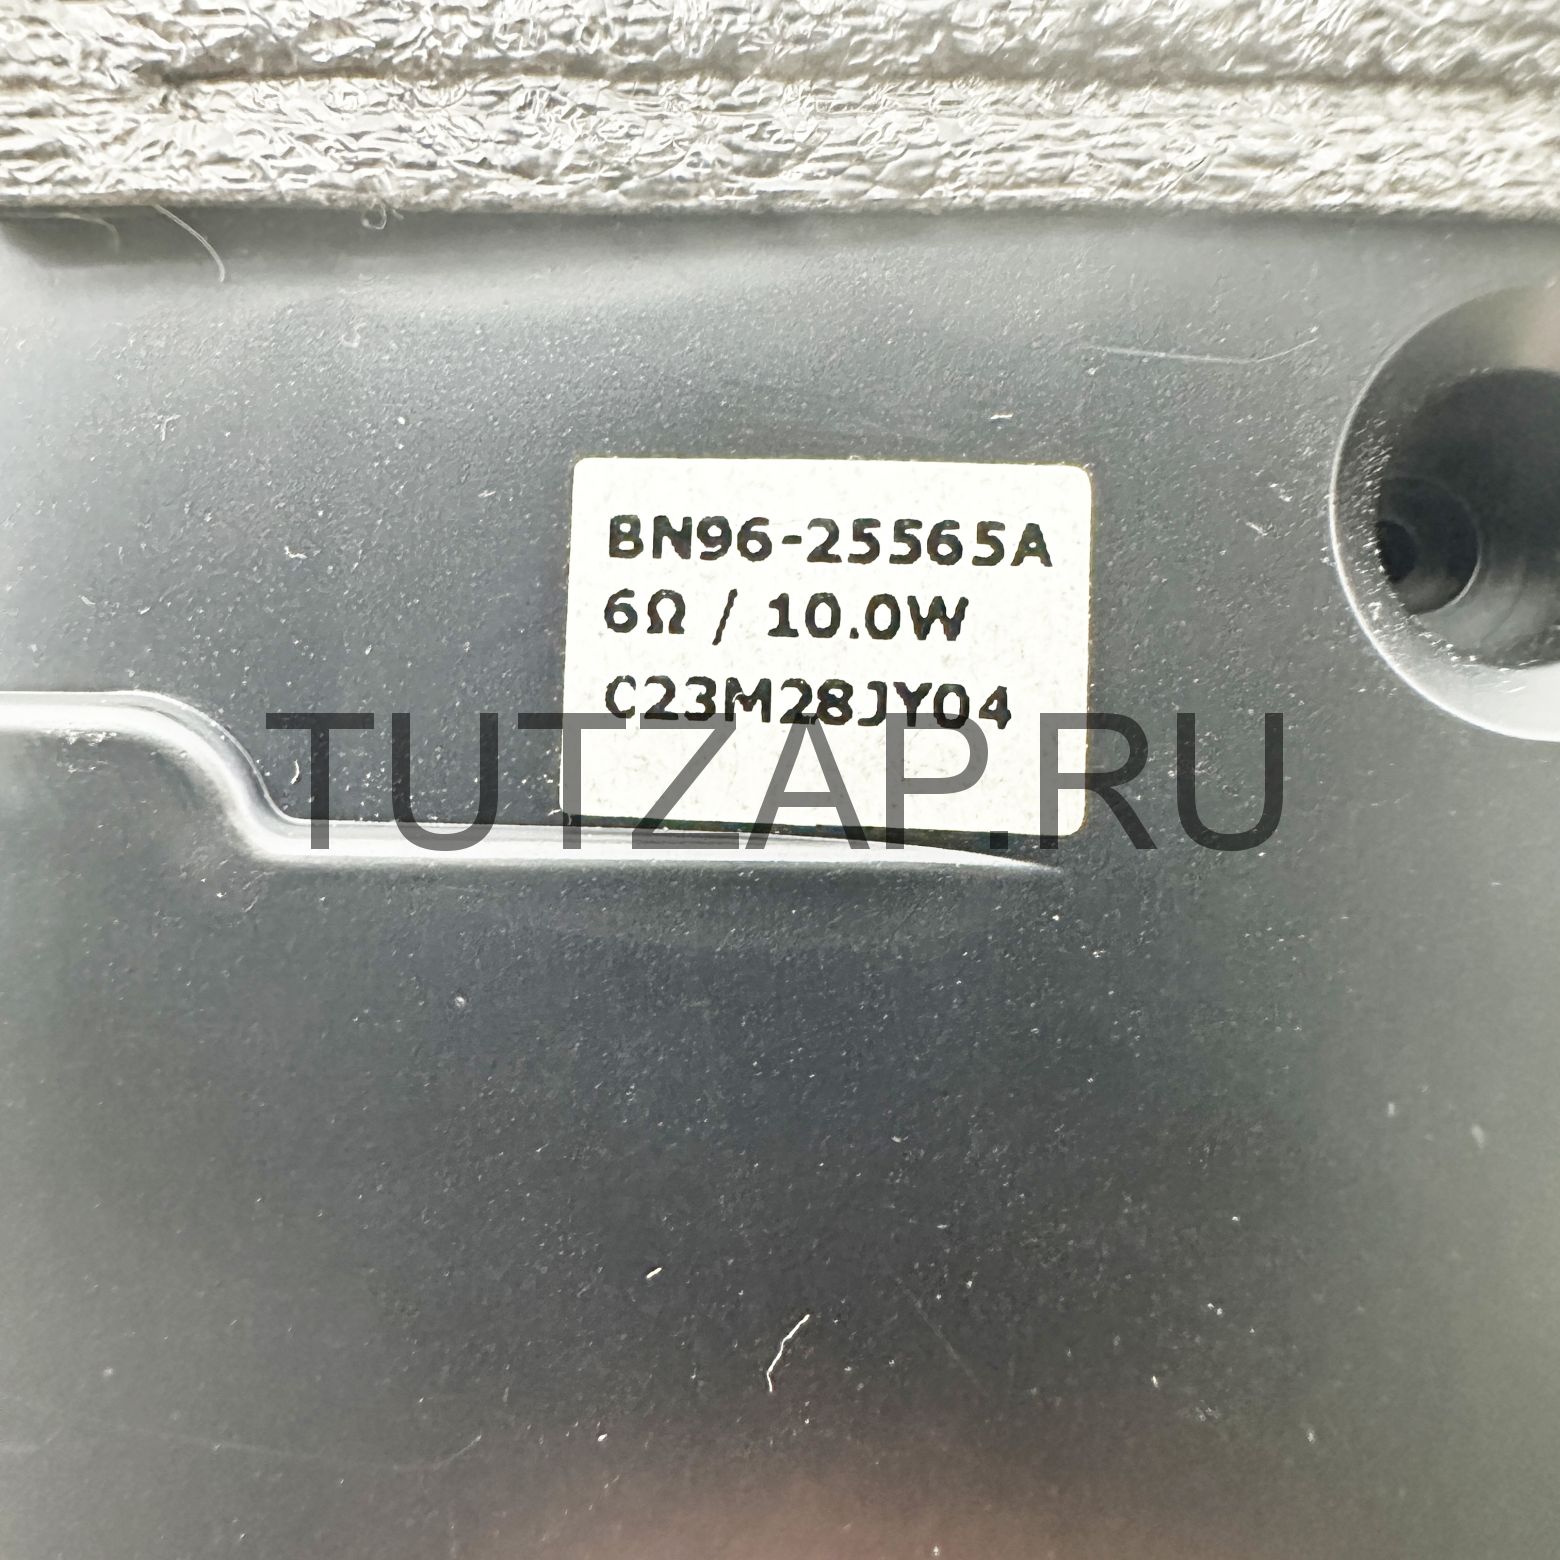 BN96-25565A
6Ω / 10.0W
C23M28JY04
TUTZAP.RU